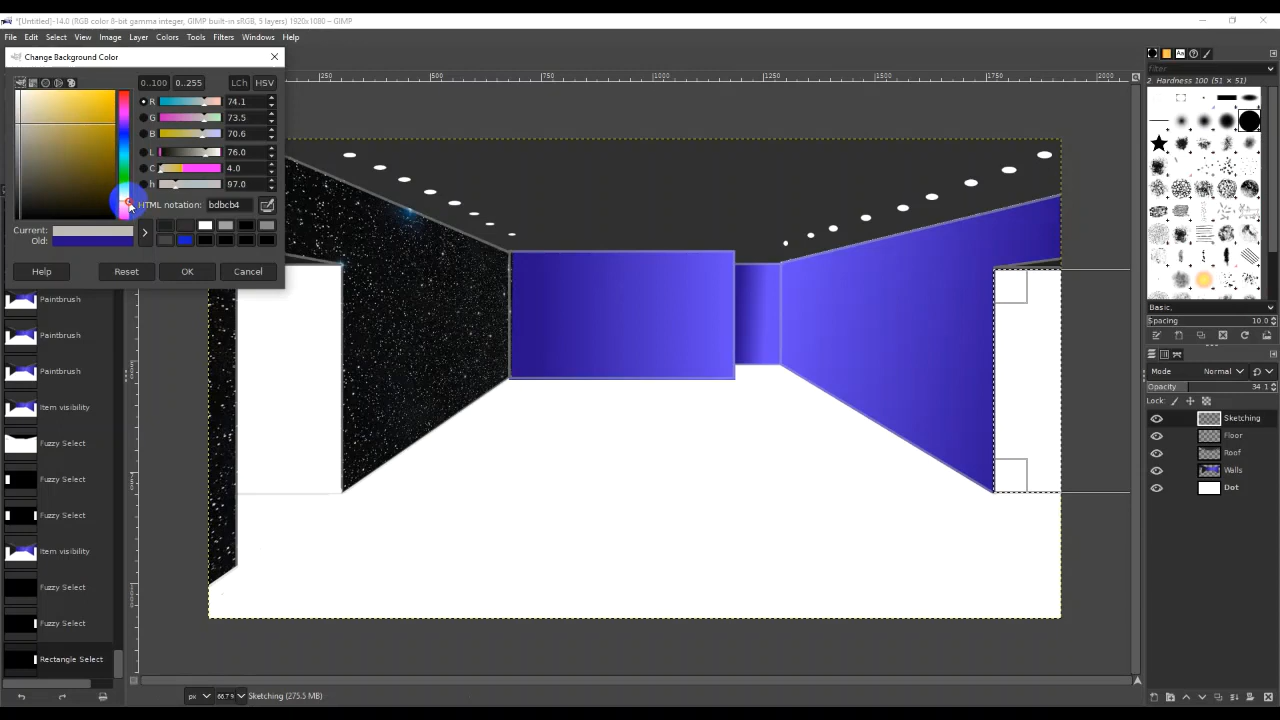 *[Untitled]-14.0 (RGB color 8-bit gamma integer, GIMP built-in sRGB, 5 layers) 1920x1080 – GIMP
File Edit Select View Image Layer Colors Tools Filters Windows Help
Change Background Color
0..100 0..255 LCh HSV
R 74.1
G 73.5
B 70.6
L 76.0
C 4.0
h 97.0
HTML notation: bdbcb4
Current:
Old:
Help Reset OK Cancel
250 500 750 1000 1250 1500 1750 2000
Paintbrush
Paintbrush
Paintbrush
Item visibility
Fuzzy Select
Fuzzy Select
Fuzzy Select
Item visibility
Fuzzy Select
Fuzzy Select
Rectangle Select
px 66.7 9 Sketching (275.5 MB)
filter
2. Hardness 100 (51 × 51)
Basic,
Spacing 10.0
Mode Normal
Opacity 34.1
Lock:
Sketching
Floor
Roof
Walls
Dot